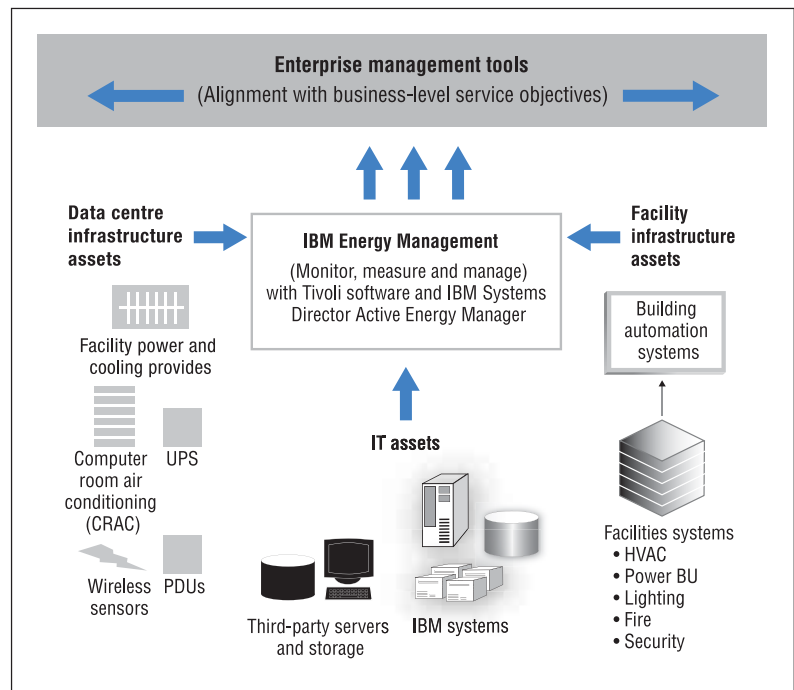 Enterprise management tools
(Alignment with business-level service objectives)
Data centre
infrastructure
assets
IBM Energy Management
(Monitor, measure and manage)
with Tivoli software and IBM Systems
Director Active Energy Manager
Facility
infrastructure
assets
Facility power and
cooling provides
Computer
room air
conditioning
(CRAC)
UPS
Wireless
sensors
PDUs
IT assets
Third-party servers
and storage
IBM systems
Building
automation
systems
Facilities systems
• HVAC
• Power BU
• Lighting
• Fire
• Security